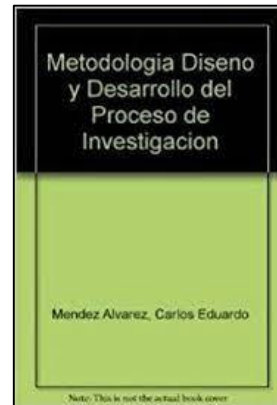 Metodologia Diseno
y Desarrollo del
Proceso de
Investigacion
Mendez Alvarez, Carlos Eduardo
Note: This is not the actual book cover